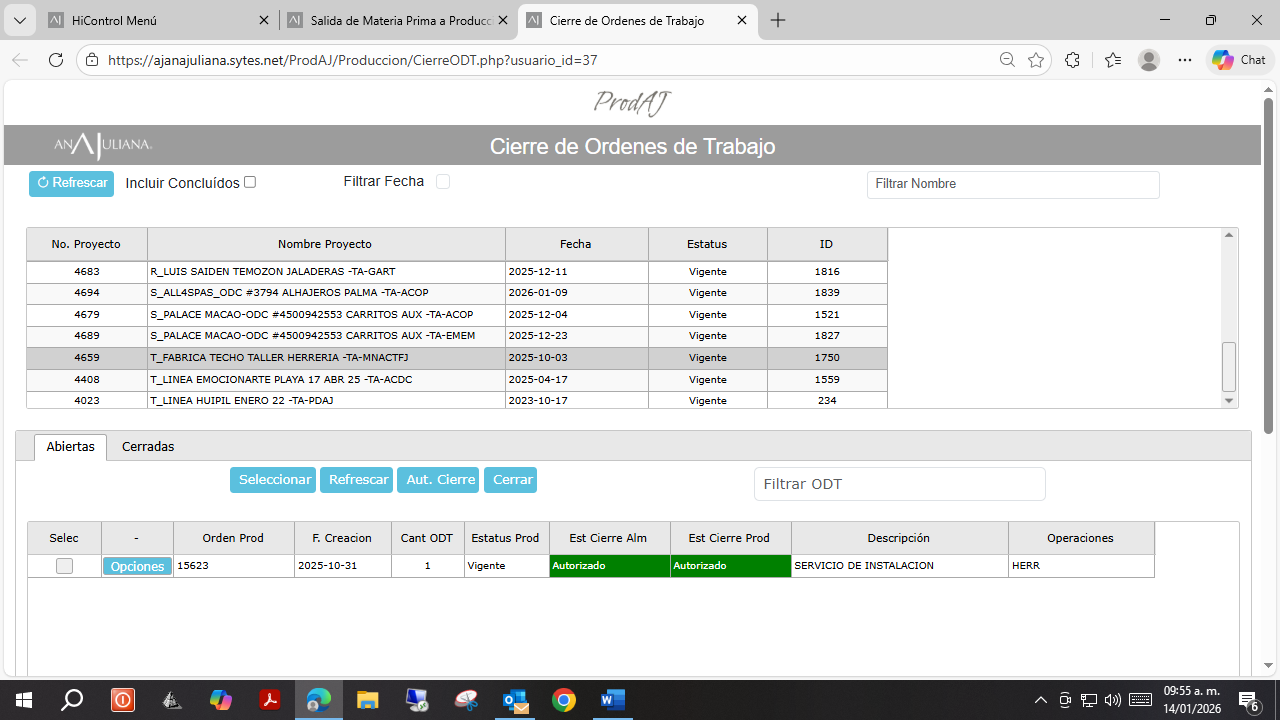 HiControl Menú
Salida de Materia Prima a Producc
Cierre de Ordenes de Trabajo
https://ajanajuliana.sytes.net/ProdAJ/Produccion/CierreODT.php?usuario_id=37
Chat
ProdAJ
ANAJULIANA
Cierre de Ordenes de Trabajo
Refrescar Incluir Concluídos Filtrar Fecha Filtrar Nombre
No. Proyecto Nombre Proyecto Fecha Estatus ID
4683 R_LUIS SAIDEN TEMOZON JALADERAS -TA-GART 2025-12-11 Vigente 1816
4694 S_ALL4SPAS_ODC #3794 ALHAJEROS PALMA -TA-ACOP 2026-01-09 Vigente 1839
4679 S_PALACE MACAO-ODC #4500942553 CARRITOS AUX -TA-ACOP 2025-12-04 Vigente 1521
4689 S_PALACE MACAO-ODC #4500942553 CARRITOS AUX -TA-EMEM 2025-12-23 Vigente 1827
4659 T_FABRICA TECHO TALLER HERRERIA -TA-MNACTFJ 2025-10-03 Vigente 1750
4408 T_LINEA EMOCIONARTE PLAYA 17 ABR 25 -TA-ACDC 2025-04-17 Vigente 1559
4023 T_LINEA HUIPIL ENERO 22 -TA-PDAJ 2023-10-17 Vigente 234
Abiertas Cerradas
Seleccionar Refrescar Aut. Cierre Cerrar Filtrar ODT
Selec - Orden Prod F. Creacion Cant ODT Estatus Prod Est Cierre Alm Est Cierre Prod Descripción Operaciones
Opciones 15623 2025-10-31 1 Vigente Autorizado Autorizado SERVICIO DE INSTALACION HERR
09:55 a. m.
14/01/2026
6